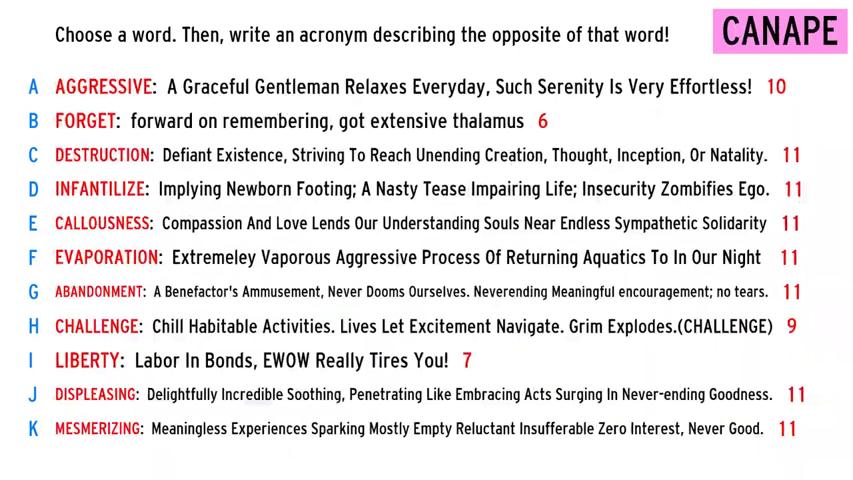 Choose a word. Then, write an acronym describing the opposite of that word! CANAPE
A AGGRESSIVE: A Graceful Gentleman Relaxes Everyday, Such Serenity Is Very Effortless! 10
B FORGET: forward on remembering, got extensive thalamus 6
C DESTRUCTION: Defiant Existence, Striving To Reach Unending Creation, Thought, Inception, Or Natality. 11
D INFANTILIZE: Implying Newborn Footing; A Nasty Tease Impairing Life; Insecurity Zombifies Ego. 11
E CALLOUSNESS: Compassion And Love Lends Our Understanding Souls Near Endless Sympathetic Solidarity 11
F EVAPORATION: Extremeley Vaporous Aggressive Process Of Returning Aquatics To In Our Night 11
G ABANDONMENT: A Benefactor's Ammusement, Never Dooms Ourselves. Neverending Meaningful encouragement; no tears. 11
H CHALLENGE: Chill Habitable Activities. Lives Let Excitement Navigate. Grim Explodes.(CHALLENGE) 9
I LIBERTY: Labor In Bonds, EWOW Really Tires You! 7
J DISPLEASING: Delightfully Incredible Soothing, Penetrating Like Embracing Acts Surging In Never-ending Goodness. 11
K MESMERIZING: Meaningless Experiences Sparking Mostly Empty Reluctant Insufferable Zero Interest, Never Good. 11